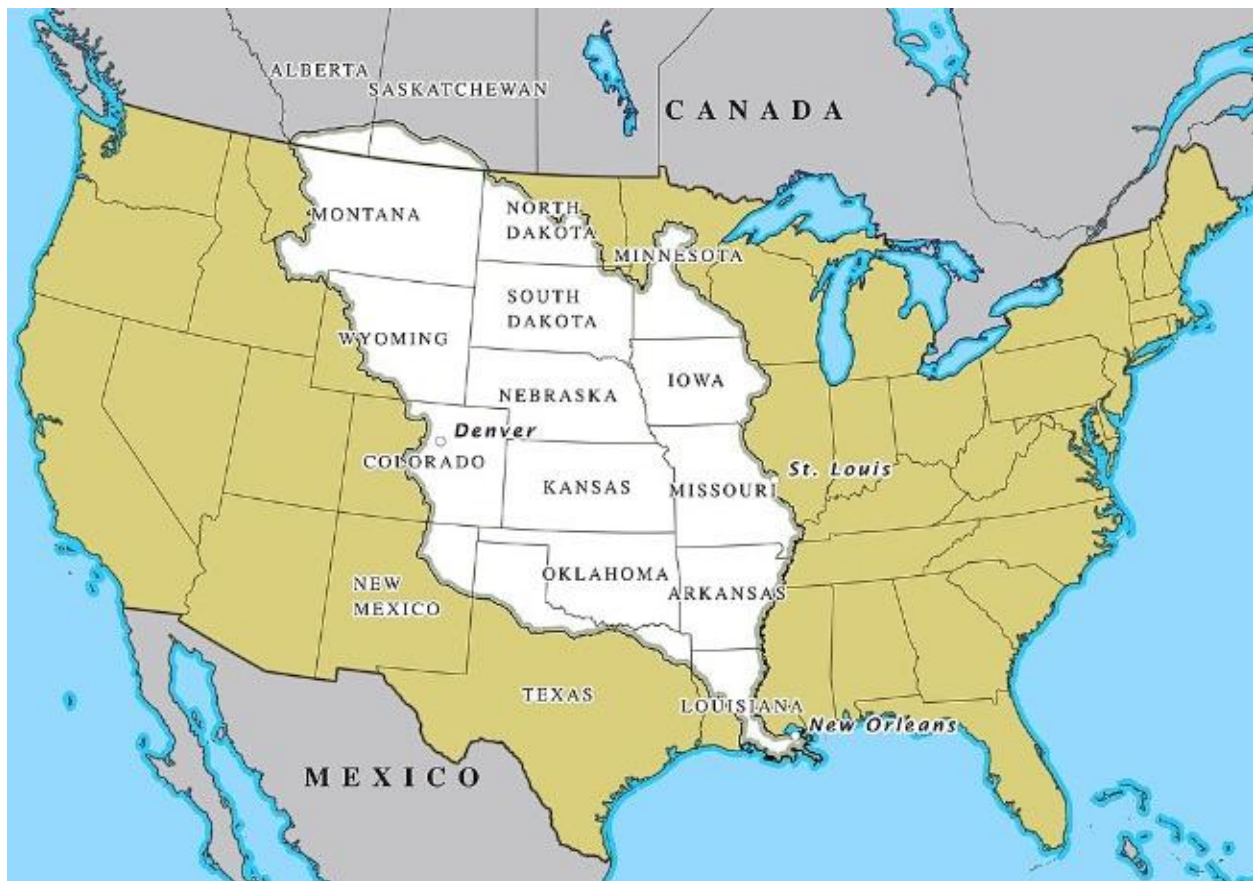 ALBERTA
SASKATCHEWAN
CANADA
MONTANA
NORTH
DAKOTA
MINNESOTA
SOUTH
DAKOTA
WYOMING
IOWA
NEBRASKA
Denver
COLORADO
St. Louis
KANSAS
MISSOURI
OKLAHOMA
ARKANSAS
NEW
MEXICO
TEXAS
LOUISIANA
New Orleans
MEXICO